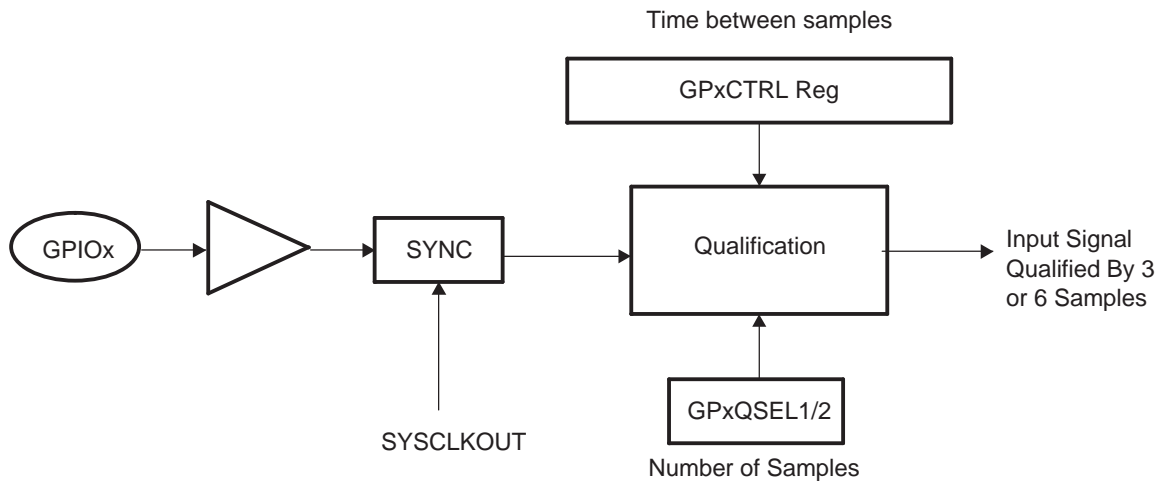 Time between samples
GPxCTRL Reg
GPIOx
SYNC
Qualification
Input Signal
Qualified By 3
or 6 Samples
GPxQSEL1/2
SYSCLKOUT
Number of Samples